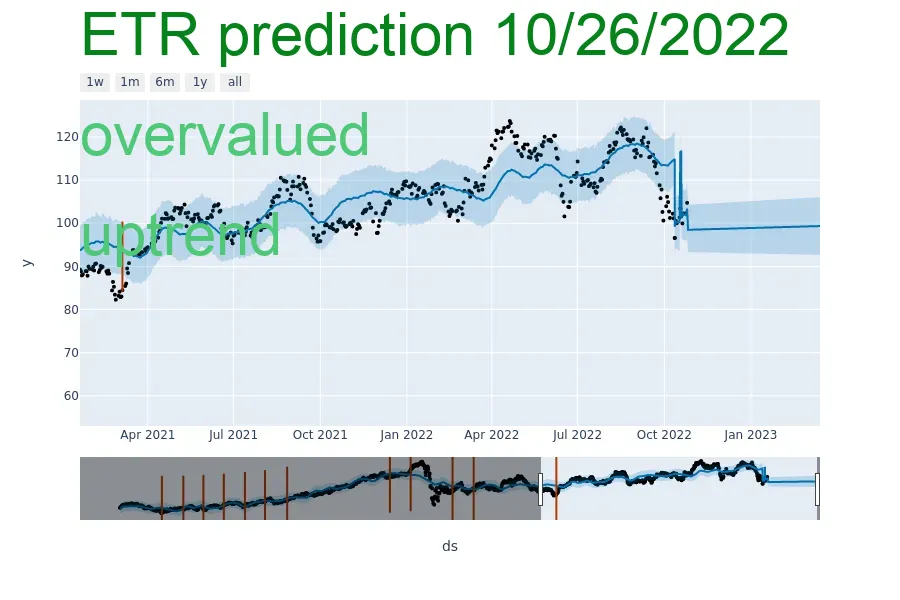 ETR prediction 10/26/2022
1w 1m 6m 1y all
overvalued
uptrend
120
110
100
90
80
70
60
y
Apr 2021 Jul 2021 Oct 2021 Jan 2022 Apr 2022 Jul 2022 Oct 2022 Jan 2023
ds